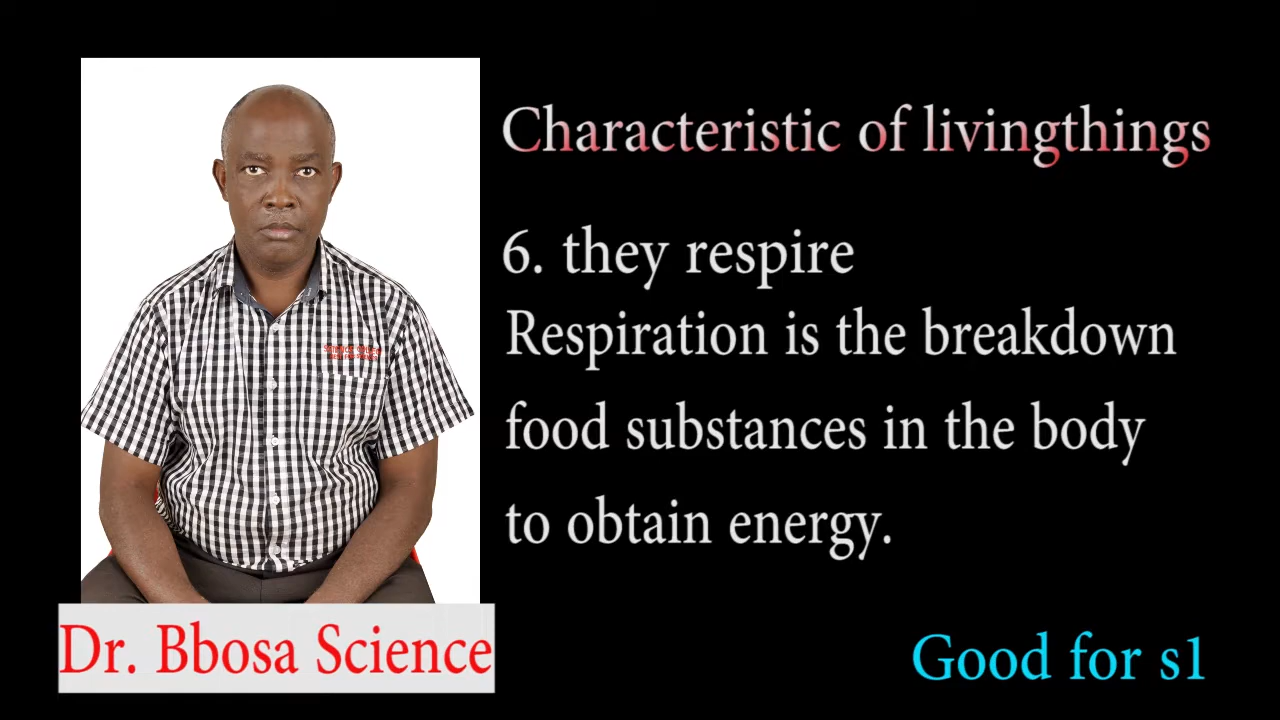 Characteristic of livingthings
6. they respire
Respiration is the breakdown
food substances in the body
to obtain energy.
Dr. Bbosa Science
Good for s1